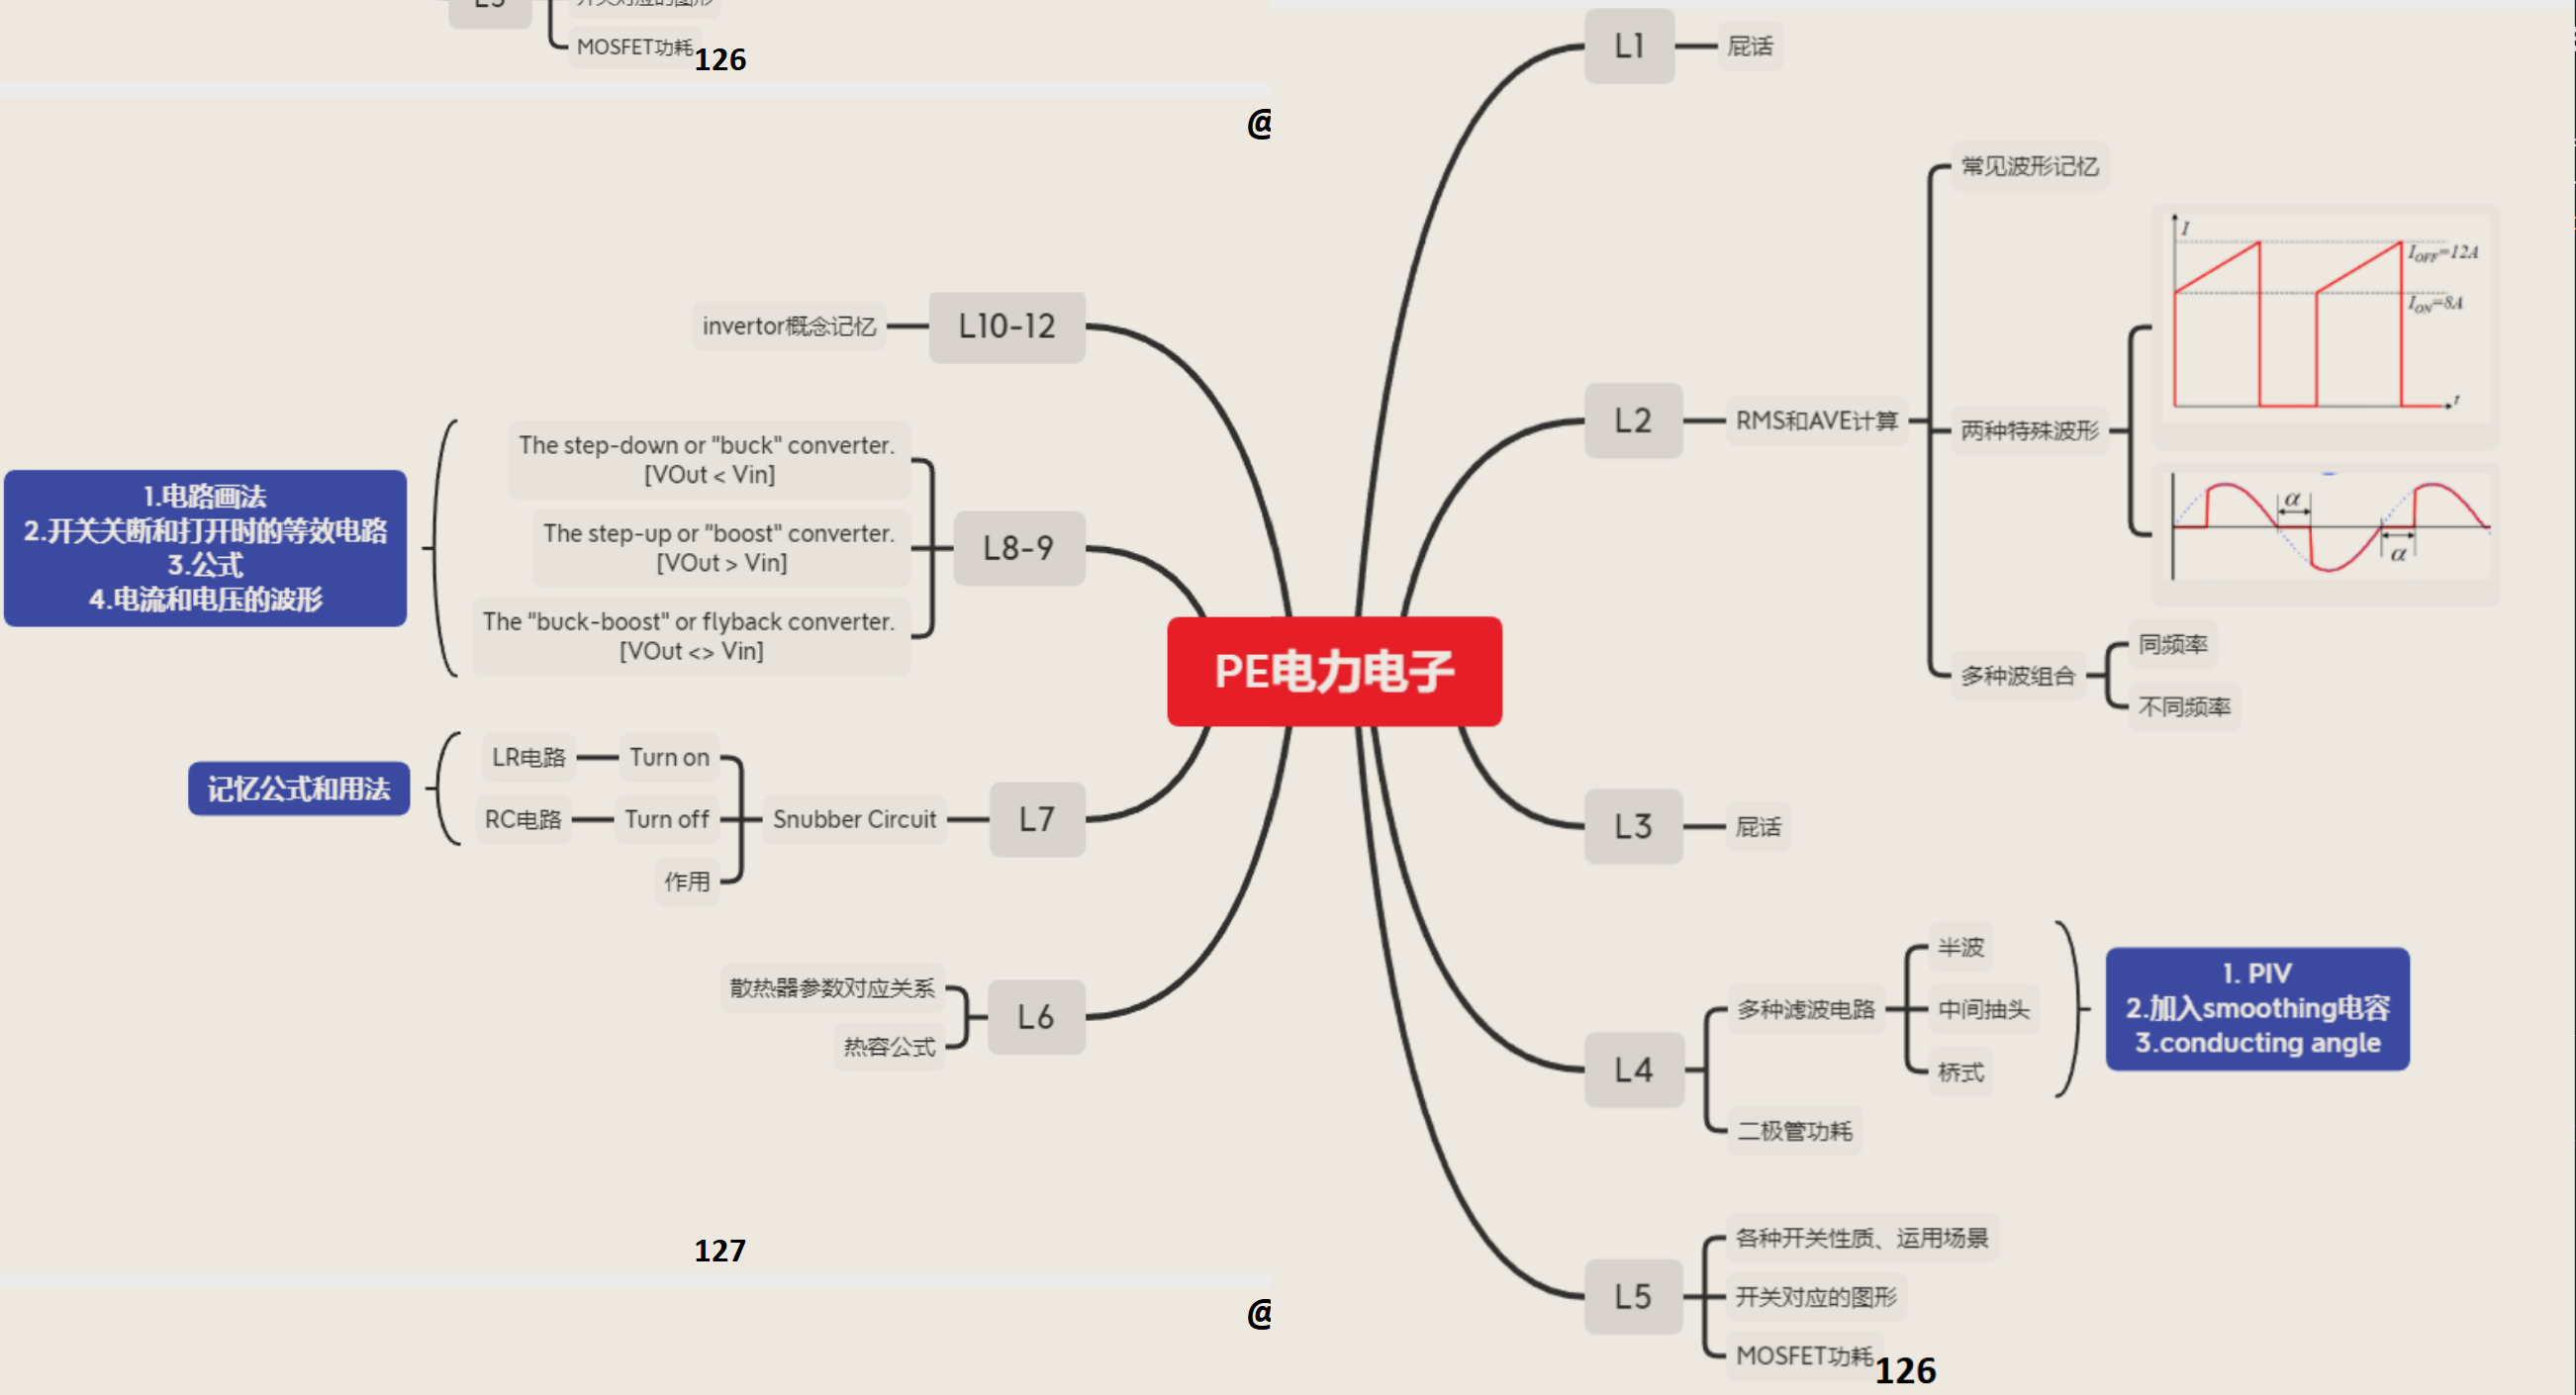 L5
开关对应的图形
MOSFET功耗
126
@
PE电力电子
L1
屁话
L2
RMS和AVE计算
常见波形记忆
两种特殊波形
I
IOFF=12A
ION=8A
t
α
α
多种波组合
同频率
不同频率
L3
屁话
L4
多种滤波电路
半波
中间抽头
桥式
1. PIV
2.加入smoothing电容
3.conducting angle
二极管功耗
L5
各种开关性质、运用场景
开关对应的图形
MOSFET功耗
126
L10-12
invertor概念记忆
L8-9
The step-down or "buck" converter.
[VOut < Vin]
The step-up or "boost" converter.
[VOut > Vin]
The "buck-boost" or flyback converter.
[VOut <> Vin]
1.电路画法
2.开关关断和打开时的等效电路
3.公式
4.电流和电压的波形
L7
Snubber Circuit
Turn on
LR电路
Turn off
RC电路
作用
记忆公式和用法
L6
散热器参数对应关系
热容公式
127
@